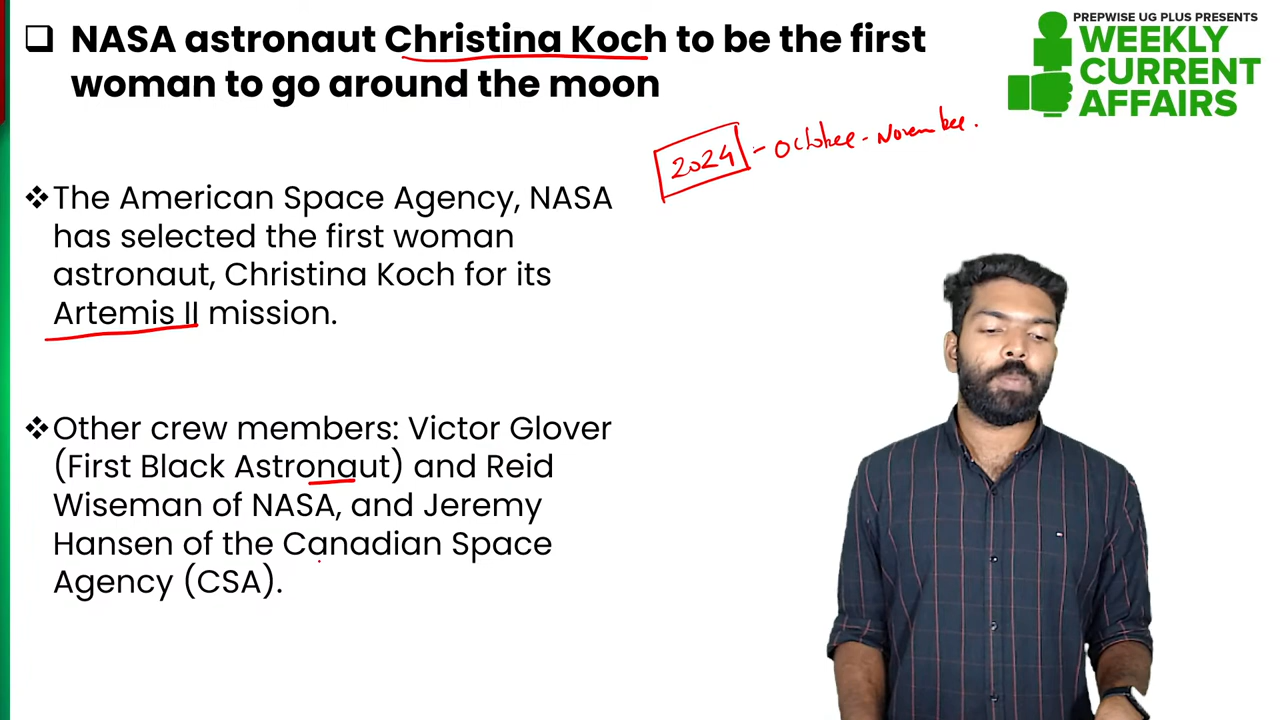 ❑ NASA astronaut Christina Koch to be the first
woman to go around the moon
PREPWISE UG PLUS PRESENTS
WEEKLY
CURRENT
AFFAIRS
2024 - October - November.
❖ The American Space Agency, NASA
has selected the first woman
astronaut, Christina Koch for its
Artemis II mission.
❖ Other crew members: Victor Glover
(First Black Astronaut) and Reid
Wiseman of NASA, and Jeremy
Hansen of the Canadian Space
Agency (CSA).